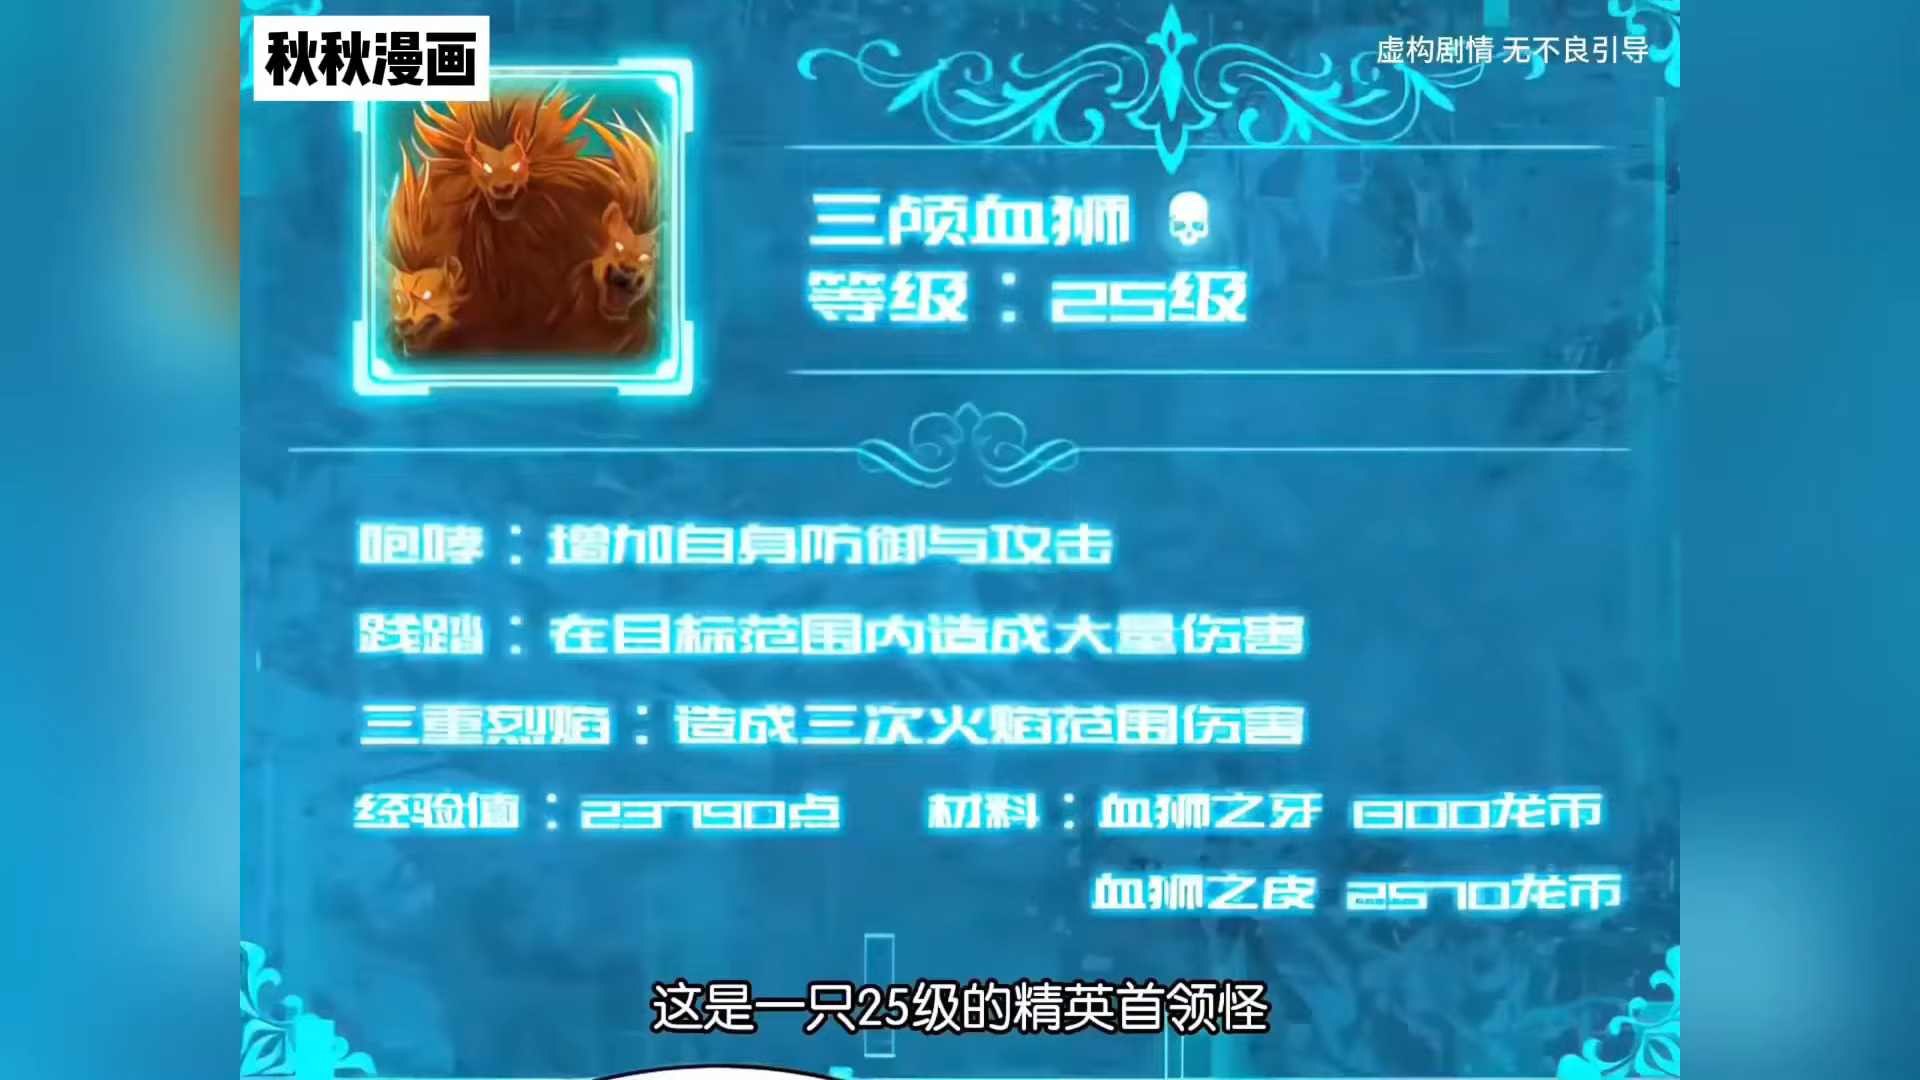 秋秋漫画
虚构剧情 无不良引导
三颅血狮
等级：25级
咆哮：增加自身防御与攻击
践踏：在目标范围内造成大量伤害
三重烈焰：造成三次火焰范围伤害
经验值：23790点 材料：血狮之牙 1800龙币
血狮之皮 2570龙币
这是一只25级的精英首领怪